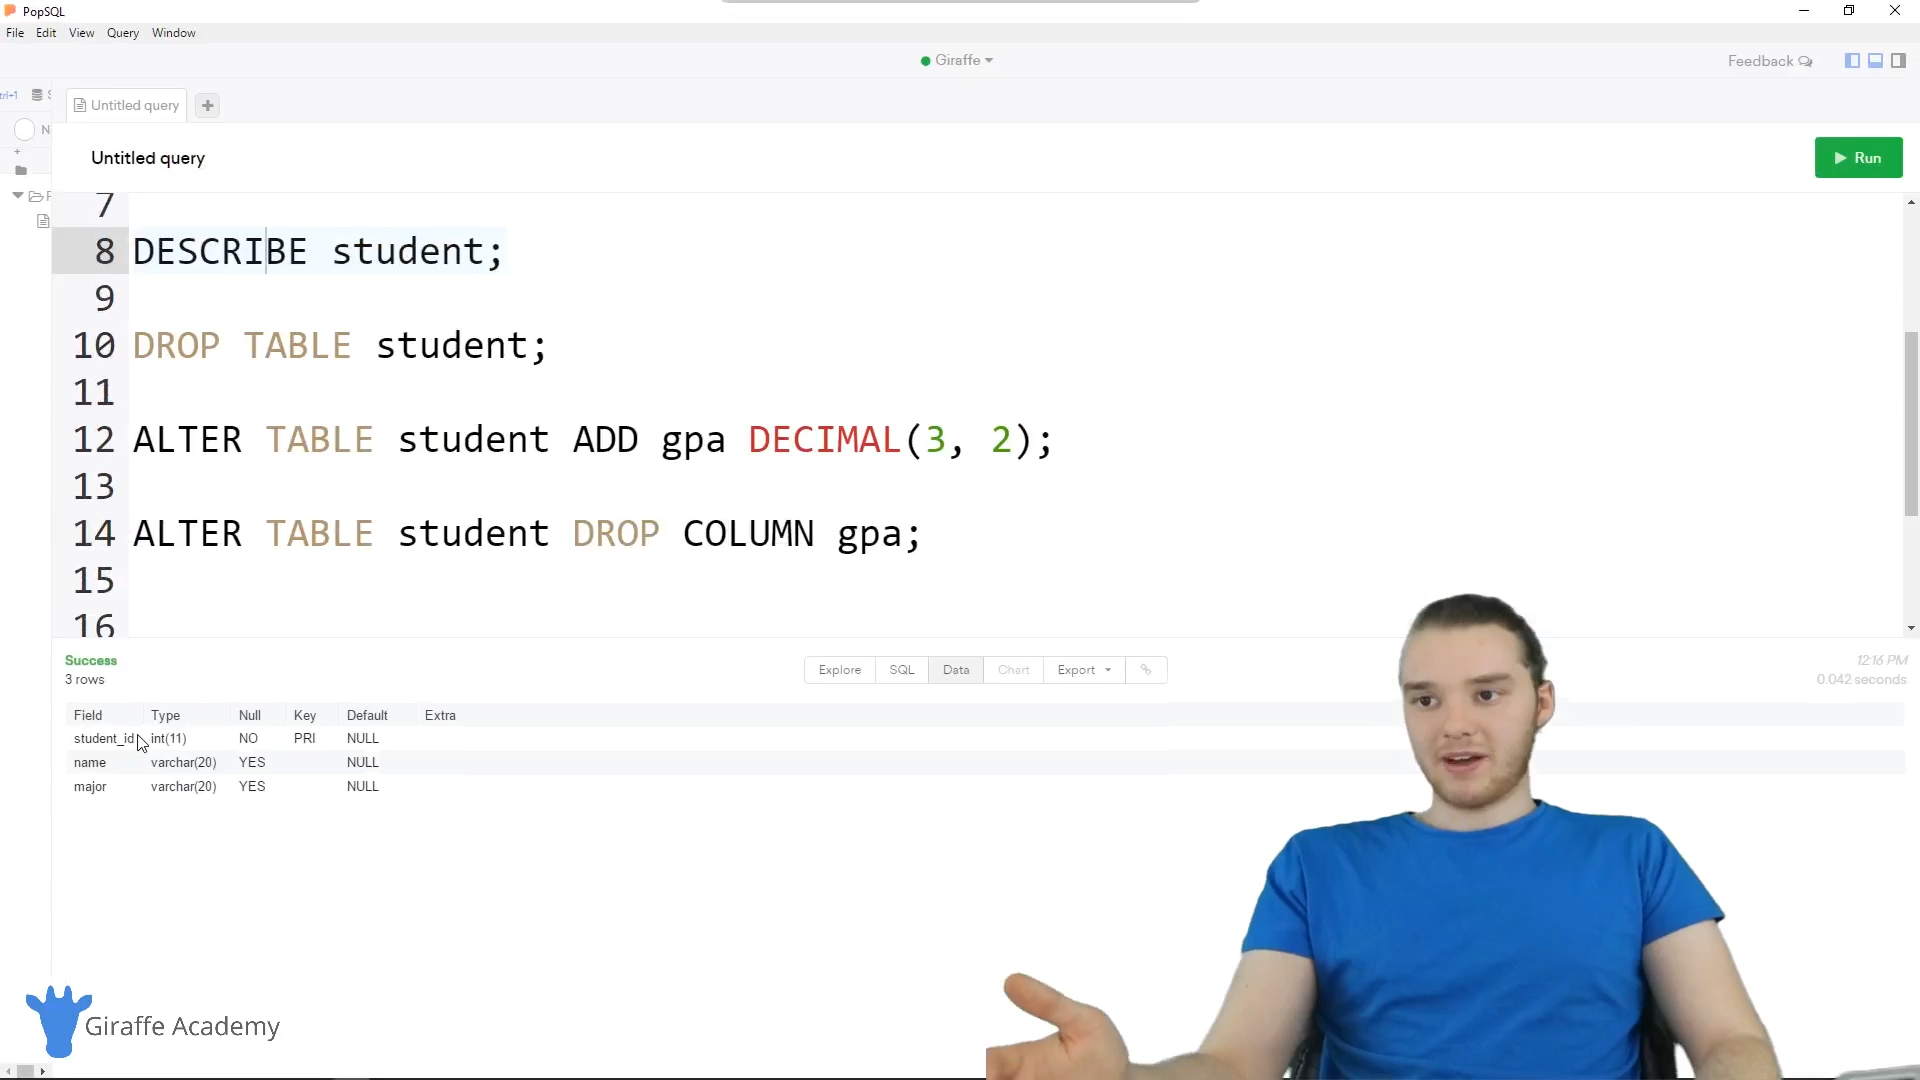 PopSQL
File Edit View Query Window
Giraffe
Feedback
Untitled query
Untitled query
Run
7
8 DESCRIBE student;
9
10 DROP TABLE student;
11
12 ALTER TABLE student ADD gpa DECIMAL(3, 2);
13
14 ALTER TABLE student DROP COLUMN gpa;
15
16
Success
3 rows
Explore SQL Data Chart Export
12:16 PM
0.042 seconds
Field Type Null Key Default Extra
student_id int(11) NO PRI NULL
name varchar(20) YES NULL
major varchar(20) YES NULL
Giraffe Academy